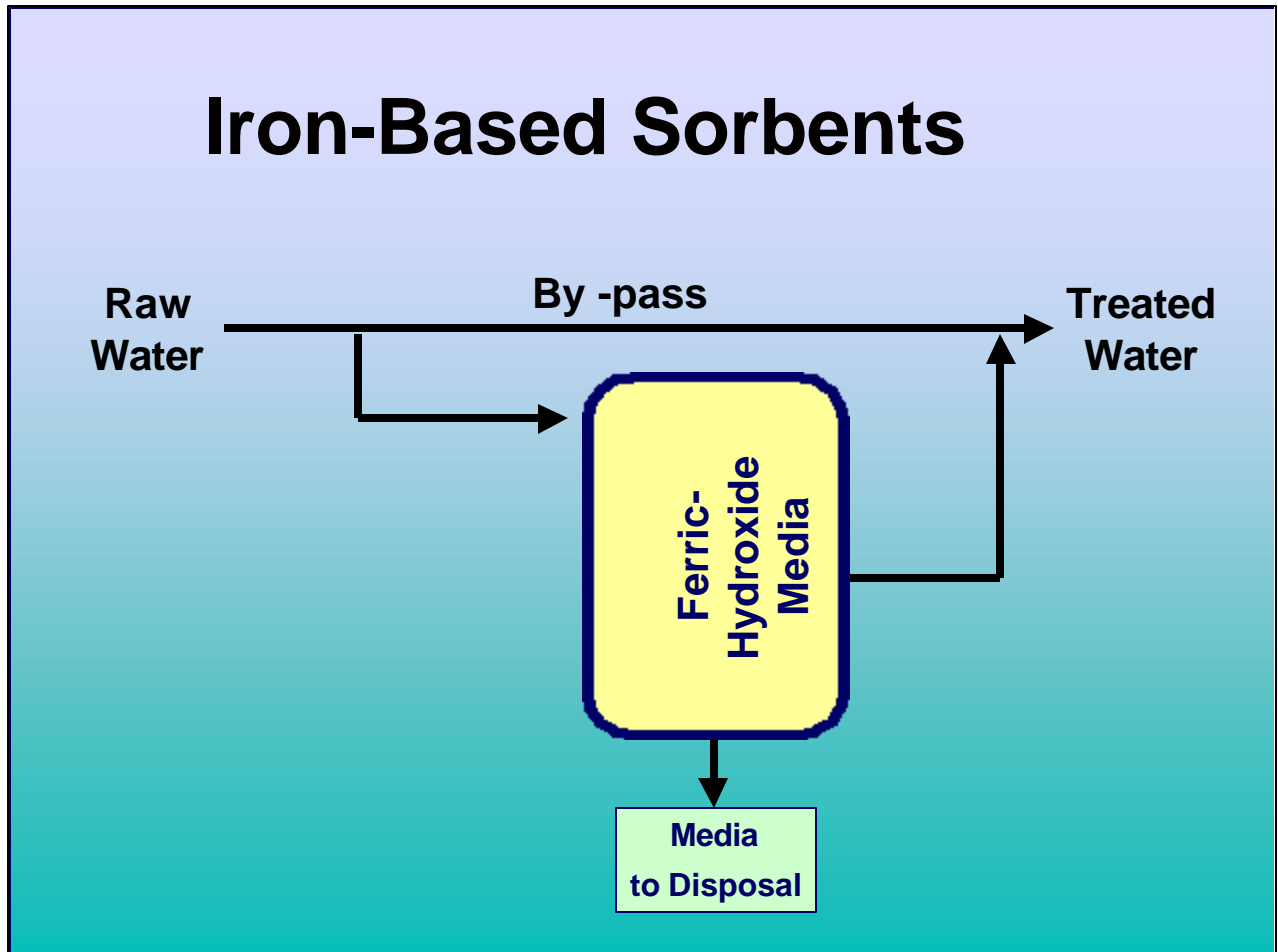 Iron-Based Sorbents
By -pass
Raw
Water
Treated
Water
Ferric-
Hydroxide
Media
Media
to Disposal